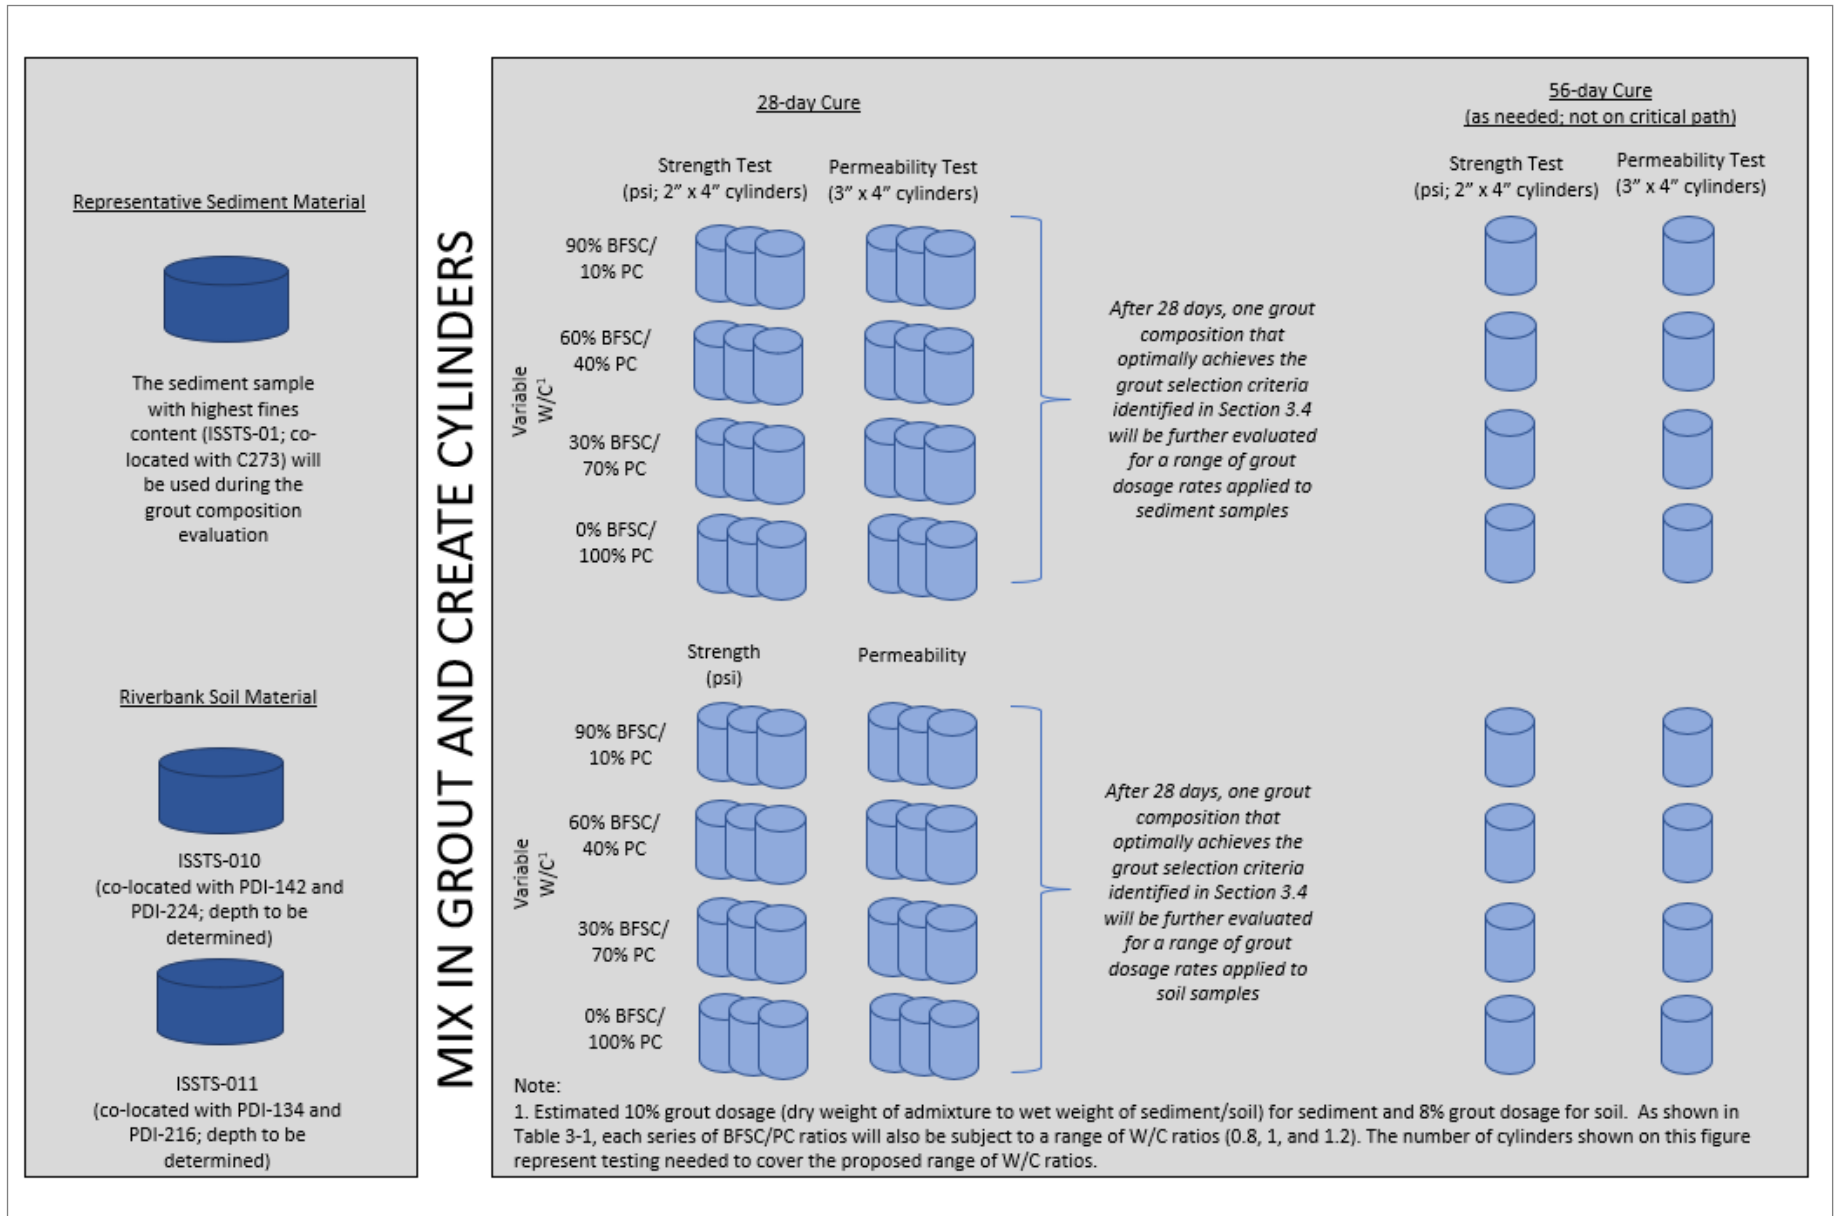 Representative Sediment Material
The sediment sample
with highest fines
content (ISSTS-01; co-
located with C273) will
be used during the
grout composition
evaluation
Riverbank Soil Material
ISSTS-010
(co-located with PDI-142 and
PDI-224; depth to be
determined)
ISSTS-011
(co-located with PDI-134 and
PDI-216; depth to be
determined)
MIX IN GROUT AND CREATE CYLINDERS
28-day Cure
Strength Test
(psi; 2” x 4” cylinders)
Permeability Test
(3” x 4” cylinders)
Variable
W/C¹
90% BFSC/
10% PC
60% BFSC/
40% PC
30% BFSC/
70% PC
0% BFSC/
100% PC
After 28 days, one grout
composition that
optimally achieves the
grout selection criteria
identified in Section 3.4
will be further evaluated
for a range of grout
dosage rates applied to
sediment samples
56-day Cure
(as needed; not on critical path)
Strength Test
(psi; 2” x 4” cylinders)
Permeability Test
(3” x 4” cylinders)
Strength
(psi)
Permeability
Variable
W/C¹
90% BFSC/
10% PC
60% BFSC/
40% PC
30% BFSC/
70% PC
0% BFSC/
100% PC
After 28 days, one grout
composition that
optimally achieves the
grout selection criteria
identified in Section 3.4
will be further evaluated
for a range of grout
dosage rates applied to
soil samples
Note:
1. Estimated 10% grout dosage (dry weight of admixture to wet weight of sediment/soil) for sediment and 8% grout dosage for soil. As shown in
Table 3-1, each series of BFSC/PC ratios will also be subject to a range of W/C ratios (0.8, 1, and 1.2). The number of cylinders shown on this figure
represent testing needed to cover the proposed range of W/C ratios.